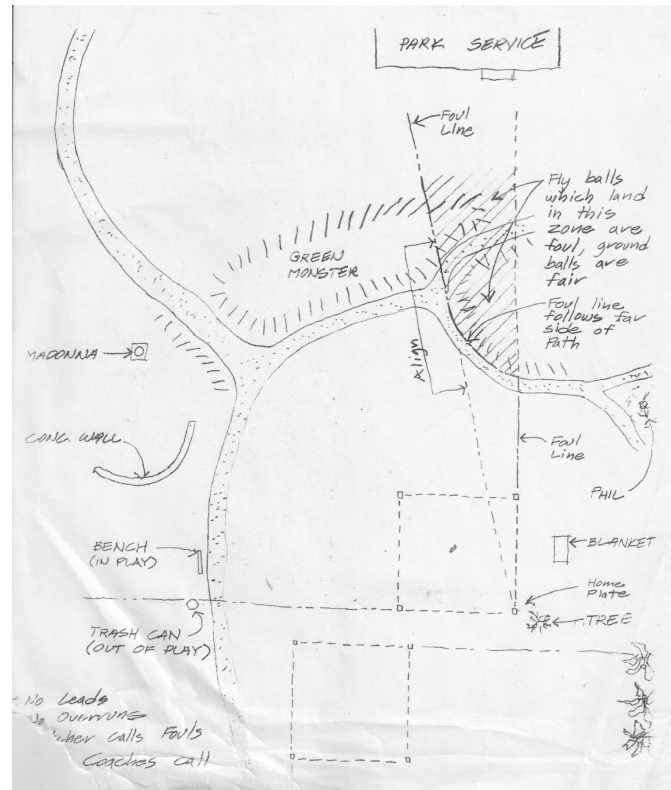 PARK SERVICE
Foul
Line
Fly balls
which land
in this
zone are
foul, ground
balls are
fair
GREEN
MONSTER
Foul line
follows far
side of
Path
Align
MADONNA
CONC. WALL
Foul
Line
PHIL
BENCH
(IN PLAY)
BLANKET
Home
Plate
TREE
TRASH CAN
(OUT OF PLAY)
No Leads
No Overruns
calls Fouls
Coaches call